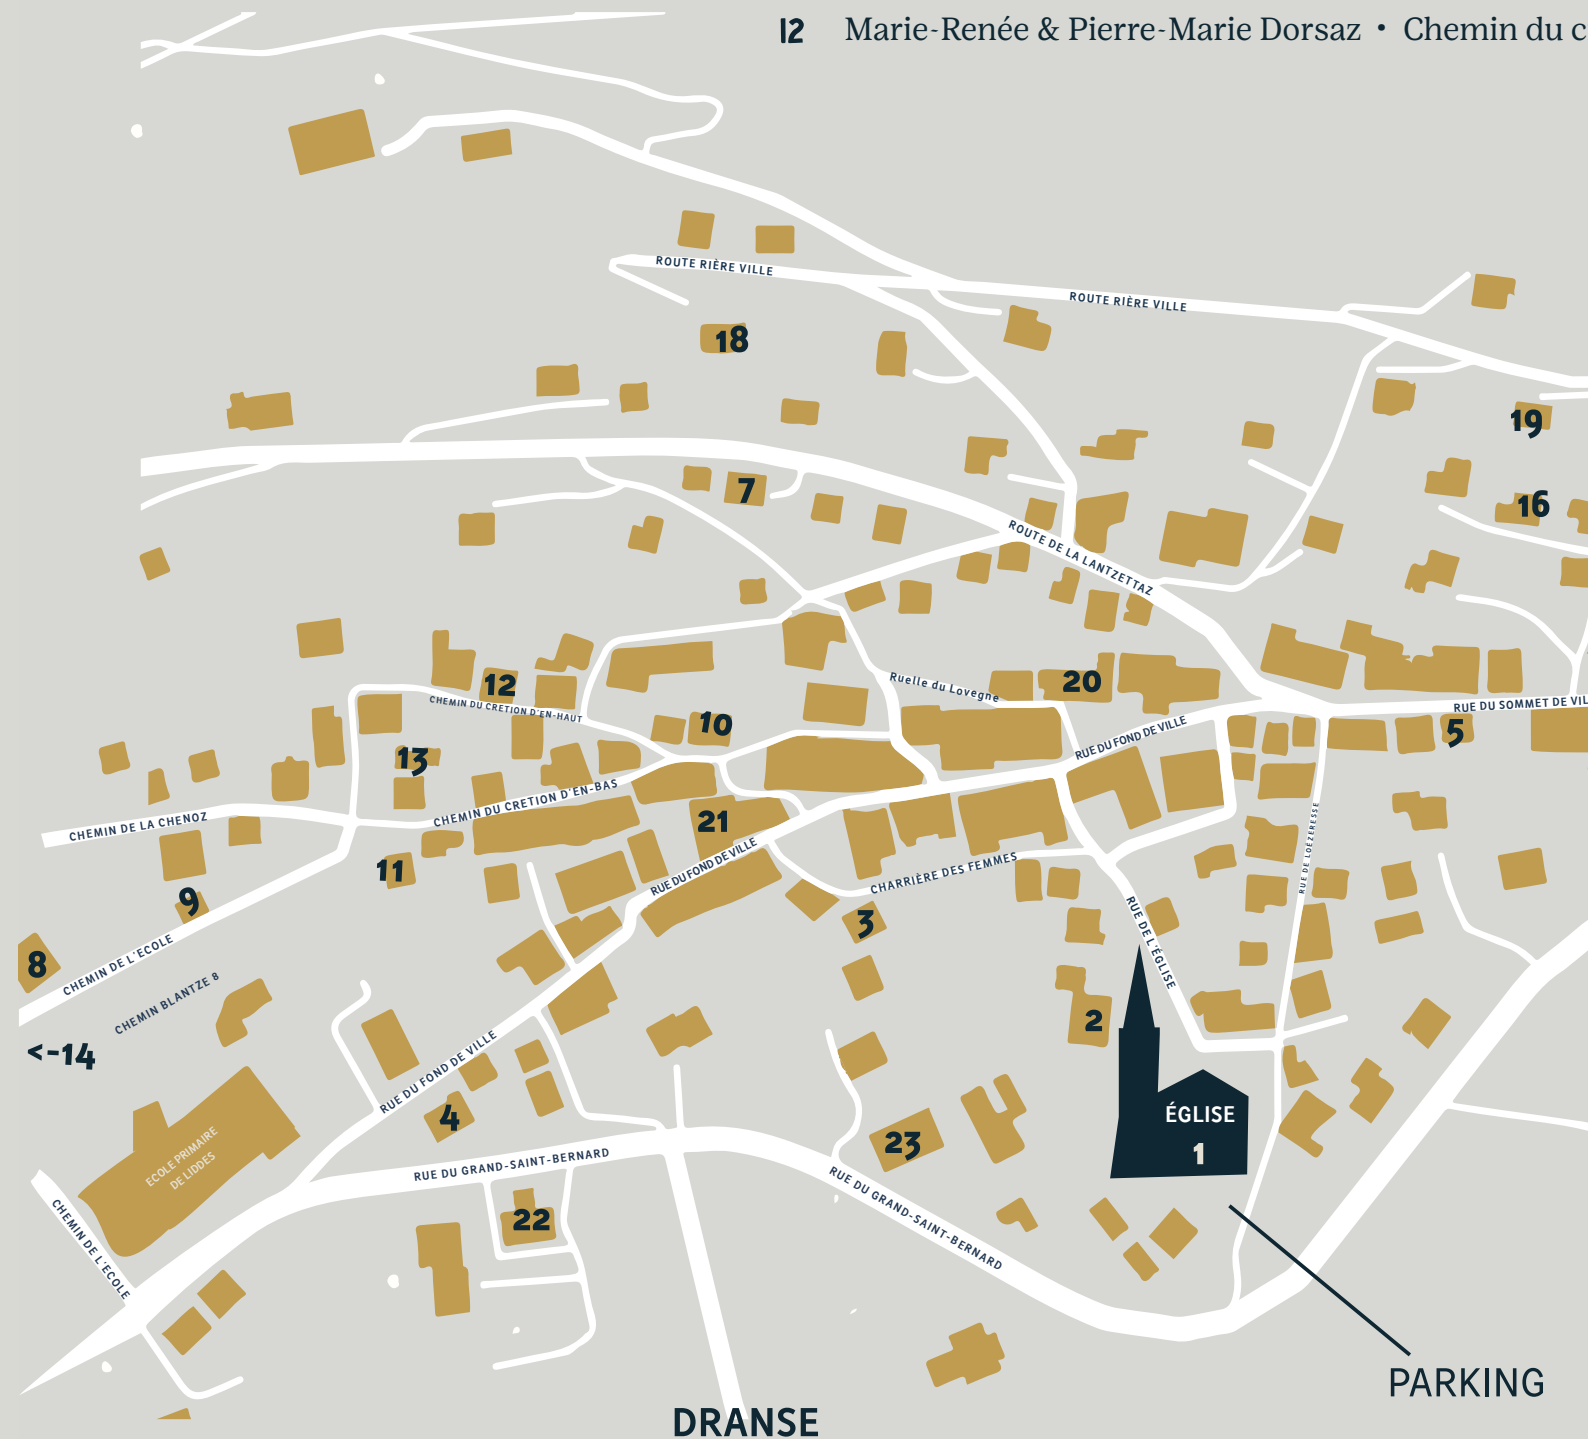 12 Marie-Renée & Pierre-Marie Dorsaz • Chemin du c
ROUTE RIÈRE VILLE
ROUTE RIÈRE VILLE
18
19
7
16
ROUTE DE LA LANTZETTAZ
12
CHEMIN DU CRETION D'EN-HAUT
Ruelle du Lovegne
20
RUE DU SOMMET DE VIL
10
5
RUE DU FOND DE VILLE
13
CHEMIN DU CRETION D'EN-BAS
21
CHEMIN DE LA CHENOZ
RUE DE LOÉZERESSE
11
RUE DU FOND DE VILLE
CHARRIÈRE DES FEMMES
9
3
8
CHEMIN DE L'ECOLE
RUE DE L'ÉGLISE
CHEMIN BLANTZE 8
2
<-14
RUE DU FOND DE VILLE
4
ÉGLISE
1
23
ECOLE PRIMAIRE
DE LIDDES
RUE DU GRAND-SAINT-BERNARD
RUE DU GRAND-SAINT-BERNARD
22
CHEMIN DE L'ECOLE
PARKING
DRANSE